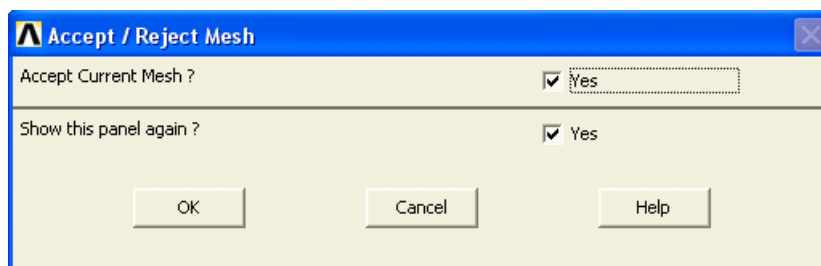 Accept / Reject Mesh
Accept Current Mesh ? Yes
Show this panel again ? Yes
OK Cancel Help